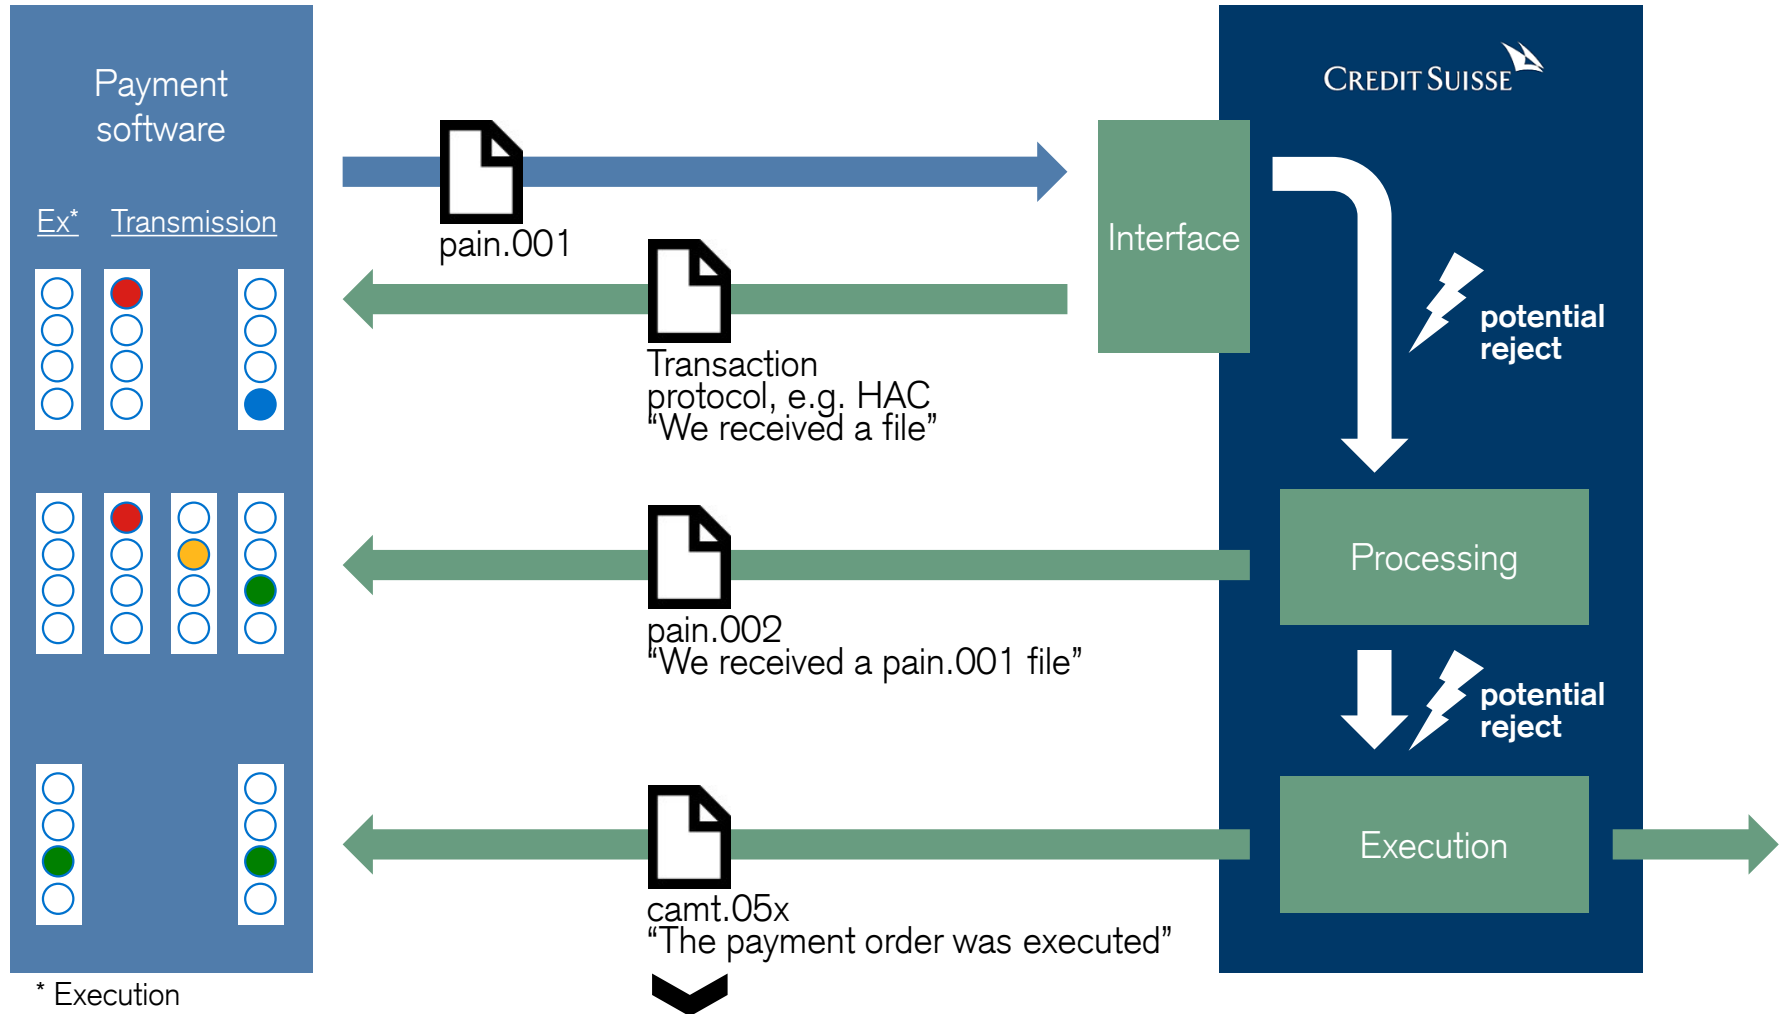 Payment
software
Ex* Transmission
CREDIT SUISSE
pain.001
Interface
potential
reject
Transaction
protocol, e.g. HAC
“We received a file”
Processing
pain.002
“We received a pain.001 file”
potential
reject
Execution
camt.05x
“The payment order was executed”
* Execution